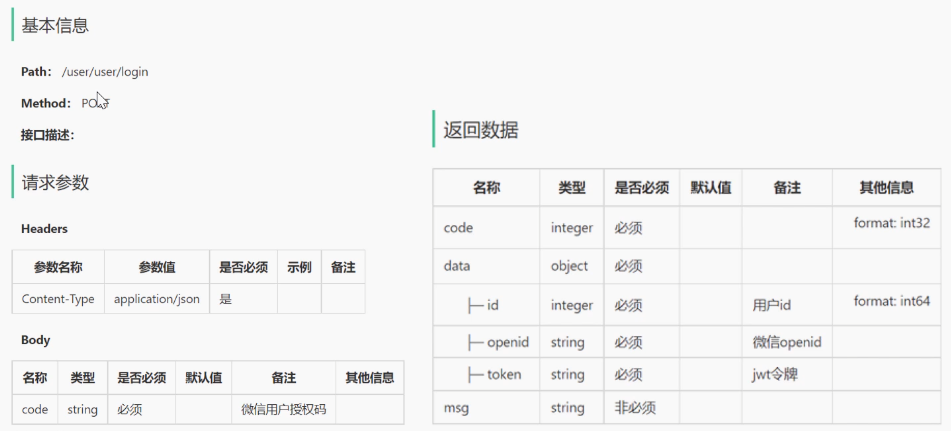 基本信息
Path： /user/user/login
Method：
接口描述：
请求参数
Headers
参数名称 参数值 是否必须 示例 备注
Content-Type application/json 是
Body
名称 类型 是否必须 默认值 备注 其他信息
code string 必须 微信用户授权码
返回数据
名称 类型 是否必须 默认值 备注 其他信息
code integer 必须 format: int32
data object 必须
├─ id integer 必须 用户id format: int64
├─ openid string 必须 微信openid
├─ token string 必须 jwt令牌
msg string 非必须